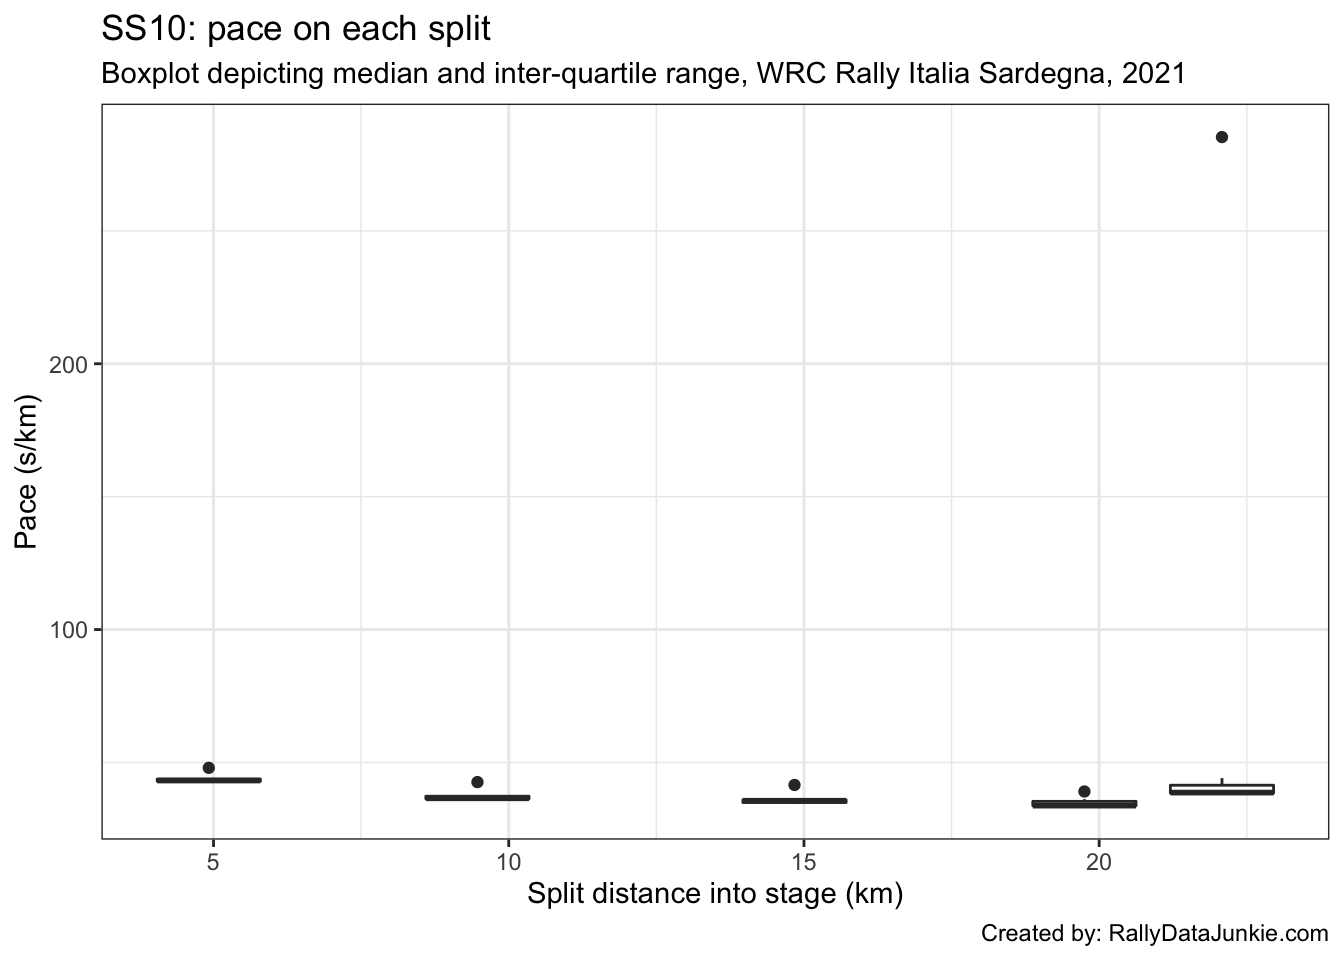 SS10: pace on each split
Boxplot depicting median and inter-quartile range, WRC Rally Italia Sardegna, 2021
Pace (s/km)
200
100
5 10 15 20
Split distance into stage (km)
Created by: RallyDataJunkie.com